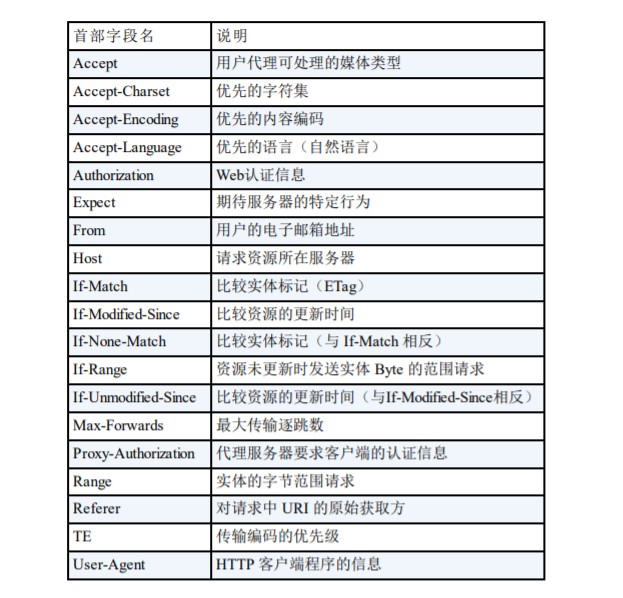 首部字段名 说明
Accept 用户代理可处理的媒体类型
Accept-Charset 优先的字符集
Accept-Encoding 优先的内容编码
Accept-Language 优先的语言（自然语言）
Authorization Web认证信息
Expect 期待服务器的特定行为
From 用户的电子邮箱地址
Host 请求资源所在服务器
If-Match 比较实体标记（ETag）
If-Modified-Since 比较资源的更新时间
If-None-Match 比较实体标记（与 If-Match 相反）
If-Range 资源未更新时发送实体 Byte 的范围请求
If-Unmodified-Since 比较资源的更新时间（与If-Modified-Since相反）
Max-Forwards 最大传输逐跳数
Proxy-Authorization 代理服务器要求客户端的认证信息
Range 实体的字节范围请求
Referer 对请求中 URI 的原始获取方
TE 传输编码的优先级
User-Agent HTTP 客户端程序的信息